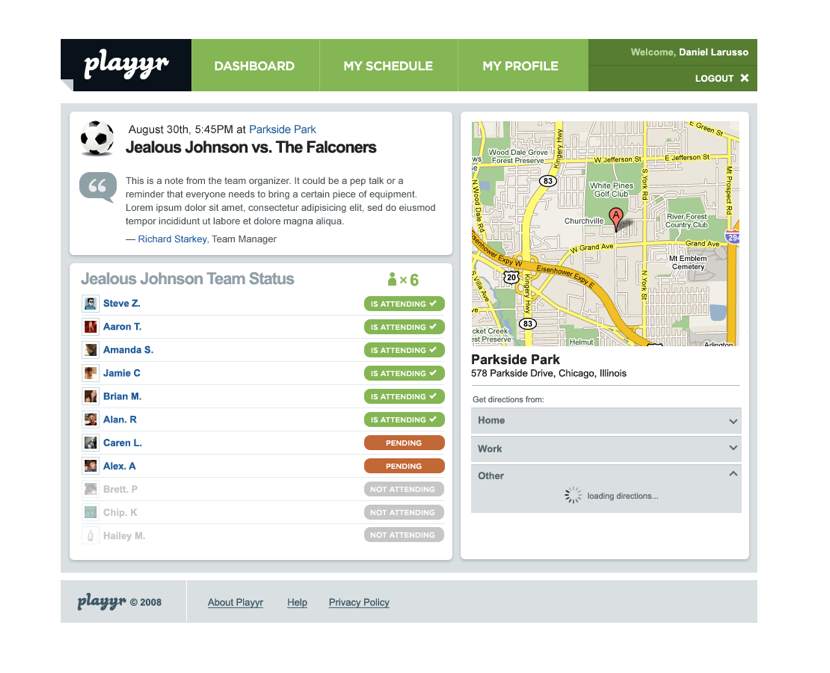 playyr
DASHBOARD
MY SCHEDULE
MY PROFILE
Welcome, Daniel Larusso
LOGOUT ×
August 30th, 5:45PM at Parkside Park
Jealous Johnson vs. The Falconers
This is a note from the team organizer. It could be a pep talk or a
reminder that everyone needs to bring a certain piece of equipment.
Lorem ipsum dolor sit amet, consectetur adipisicing elit, sed do eiusmod
tempor incididunt ut labore et dolore magna aliqua.
— Richard Starkey, Team Manager
Jealous Johnson Team Status
× 6
Steve Z. IS ATTENDING
Aaron T. IS ATTENDING
Amanda S. IS ATTENDING
Jamie C IS ATTENDING
Brian M. IS ATTENDING
Alan. R IS ATTENDING
Caren L. PENDING
Alex. A PENDING
Brett. P NOT ATTENDING
Chip. K NOT ATTENDING
Hailey M. NOT ATTENDING
E Green St
Wood Dale Grove
Forest Preserve
Kingery Hwy
W Jefferson St
E Jefferson St
83
White Pines
Golf Club
S York Rd
Mt Prospect Rd
N Wood Dale Rd
A
Churchville
River Forest
Country Club
W Grand Ave
Grand Ave
294
Eisenhower Expy W
Eisenhower Expy E
Mt Emblem
Cemetery
20
S Villa Ave
Kingery Hwy
N York St
83
cket Creek
est Preserve
Helmut
Arlington
Parkside Park
578 Parkside Drive, Chicago, Illinois
Get directions from:
Home
Work
Other
loading directions...
playyr © 2008
About Playyr
Help
Privacy Policy